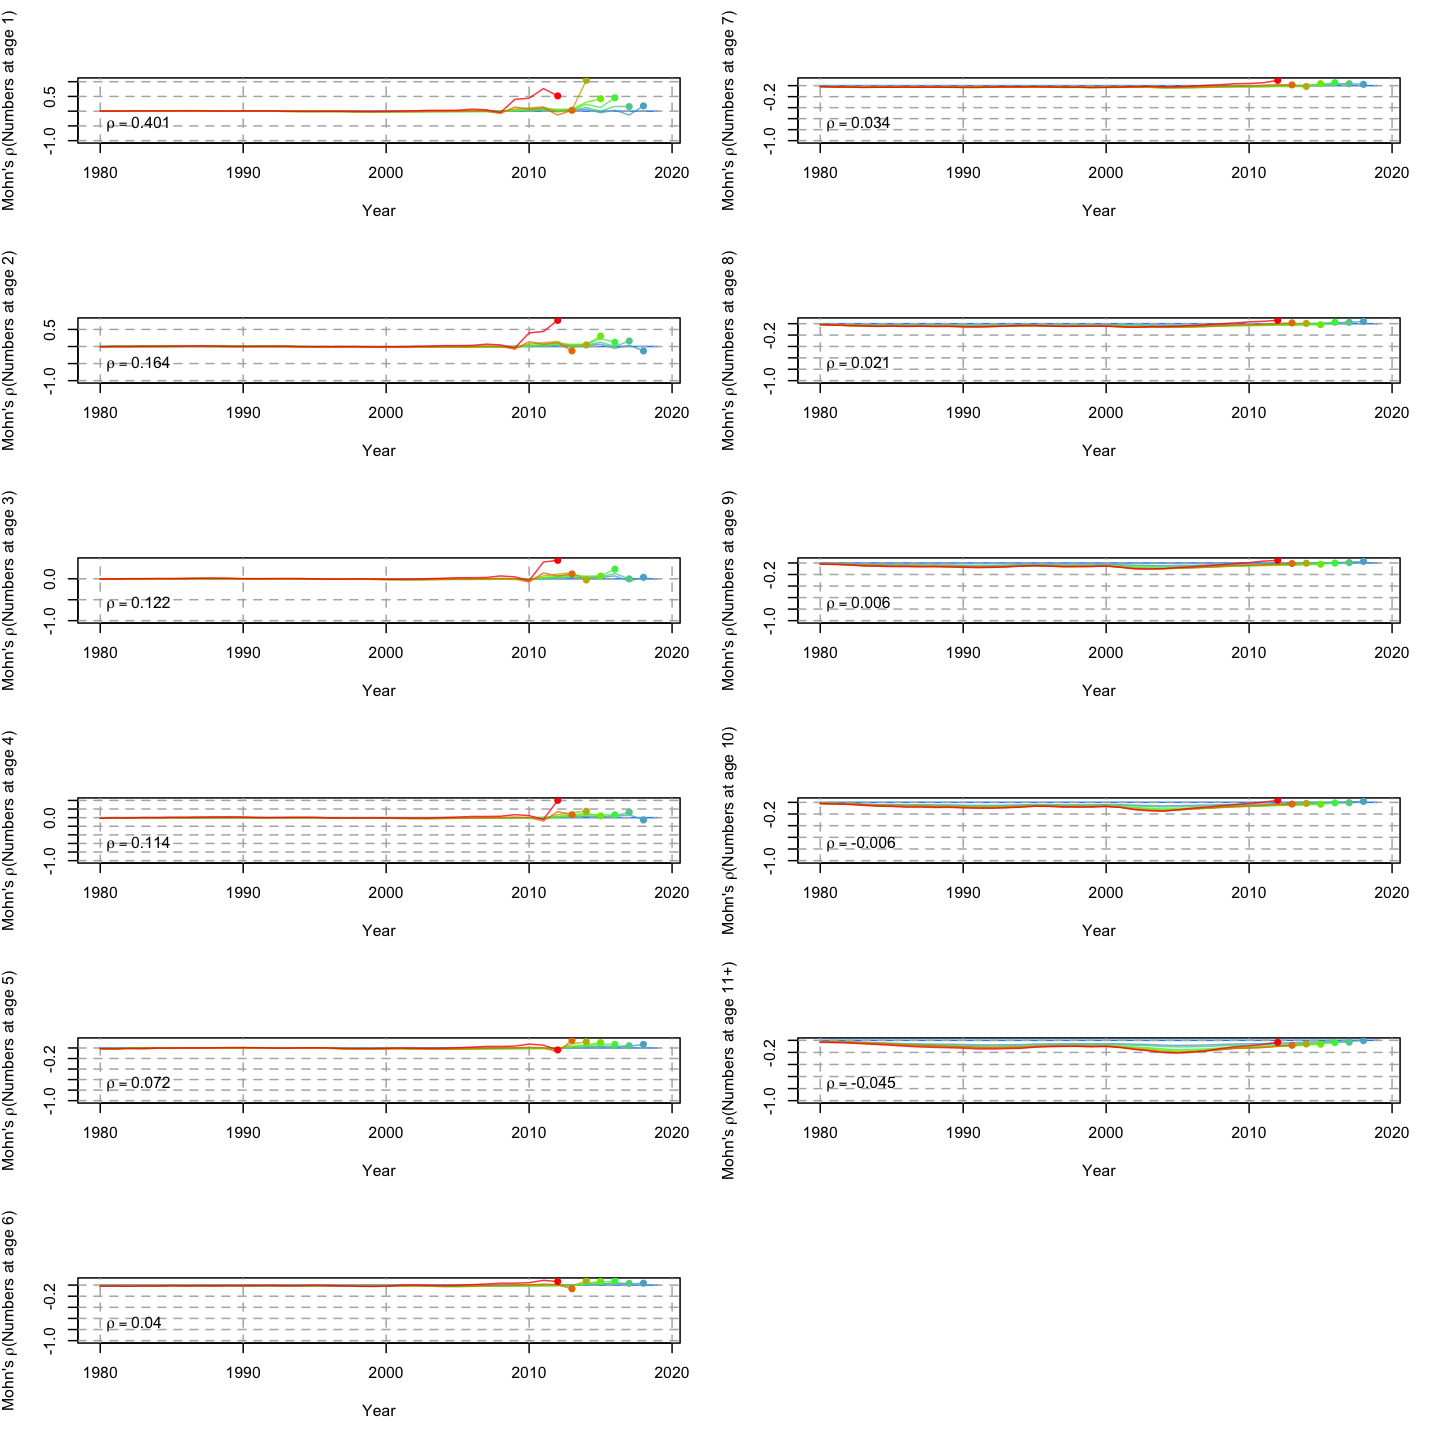 Mohn's ρ(Numbers at age 1)
0.5
-1.0
ρ = 0.401
1980 1990 2000 2010 2020
Year
Mohn's ρ(Numbers at age 2)
0.5
-1.0
ρ = 0.164
1980 1990 2000 2010 2020
Year
Mohn's ρ(Numbers at age 3)
0.0
-1.0
ρ = 0.122
1980 1990 2000 2010 2020
Year
Mohn's ρ(Numbers at age 4)
0.0
-1.0
ρ = 0.114
1980 1990 2000 2010 2020
Year
Mohn's ρ(Numbers at age 5)
-0.2
-1.0
ρ = 0.072
1980 1990 2000 2010 2020
Year
Mohn's ρ(Numbers at age 6)
-0.2
-1.0
ρ = 0.04
1980 1990 2000 2010 2020
Year
Mohn's ρ(Numbers at age 7)
-0.2
-1.0
ρ = 0.034
1980 1990 2000 2010 2020
Year
Mohn's ρ(Numbers at age 8)
-0.2
-1.0
ρ = 0.021
1980 1990 2000 2010 2020
Year
Mohn's ρ(Numbers at age 9)
-0.2
-1.0
ρ = 0.006
1980 1990 2000 2010 2020
Year
Mohn's ρ(Numbers at age 10)
-0.2
-1.0
ρ = -0.006
1980 1990 2000 2010 2020
Year
Mohn's ρ(Numbers at age 11+)
-0.2
-1.0
ρ = -0.045
1980 1990 2000 2010 2020
Year